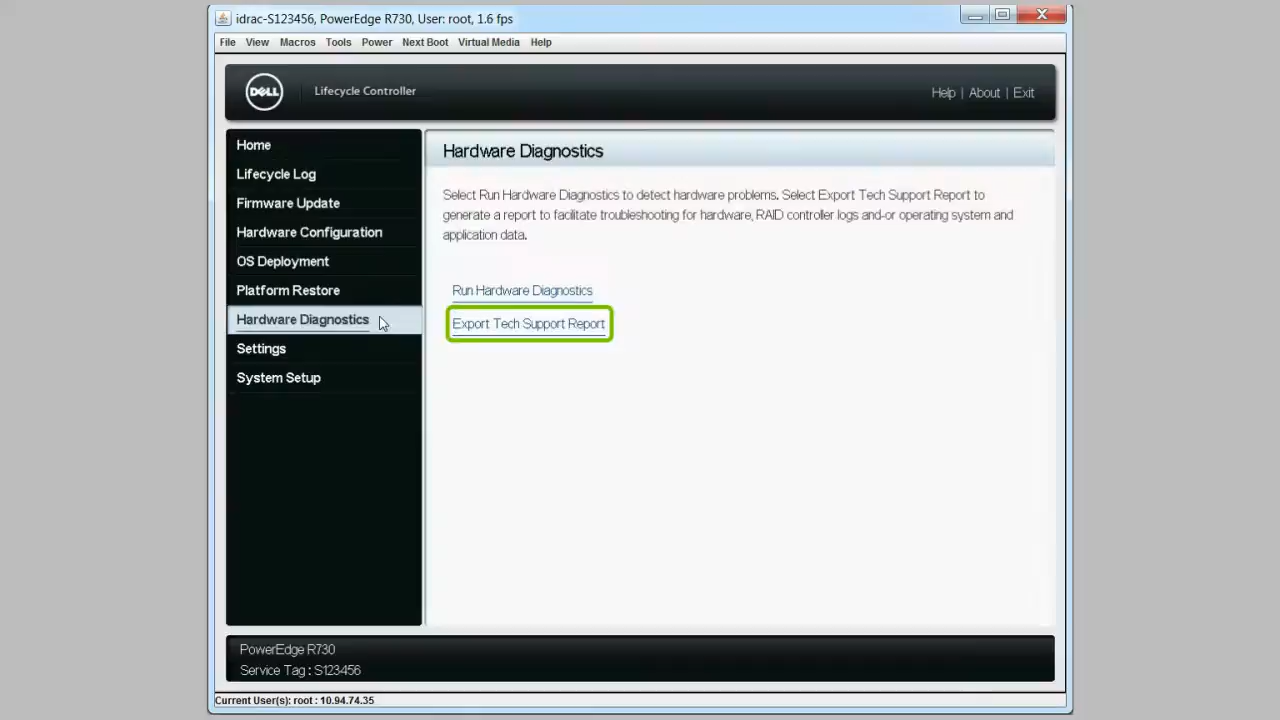 idrac-S123456, PowerEdge R730, User: root, 1.6 fps
File View Macros Tools Power Next Boot Virtual Media Help
DELL Lifecycle Controller Help | About | Exit
Home
Lifecycle Log
Firmware Update
Hardware Configuration
OS Deployment
Platform Restore
Hardware Diagnostics
Settings
System Setup
Hardware Diagnostics
Select Run Hardware Diagnostics to detect hardware problems. Select Export Tech Support Report to
generate a report to facilitate troubleshooting for hardware, RAID controller logs and-or operating system and
application data.
Run Hardware Diagnostics
Export Tech Support Report
PowerEdge R730
Service Tag : S123456
Current User(s): root : 10.94.74.35